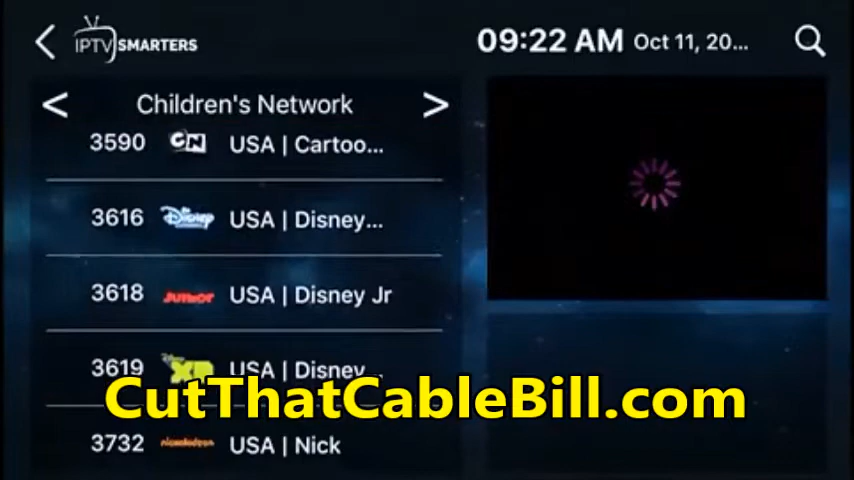 IPTV SMARTERS
09:22 AM Oct 11, 20...
< Children's Network >
3590 CN USA | Cartoo...
3616 Disney USA | Disney...
3618 JUNIOR USA | Disney Jr
3619 Disney XD USA | Disney...
CutThatCableBill.com
3732 nickelodeon USA | Nick